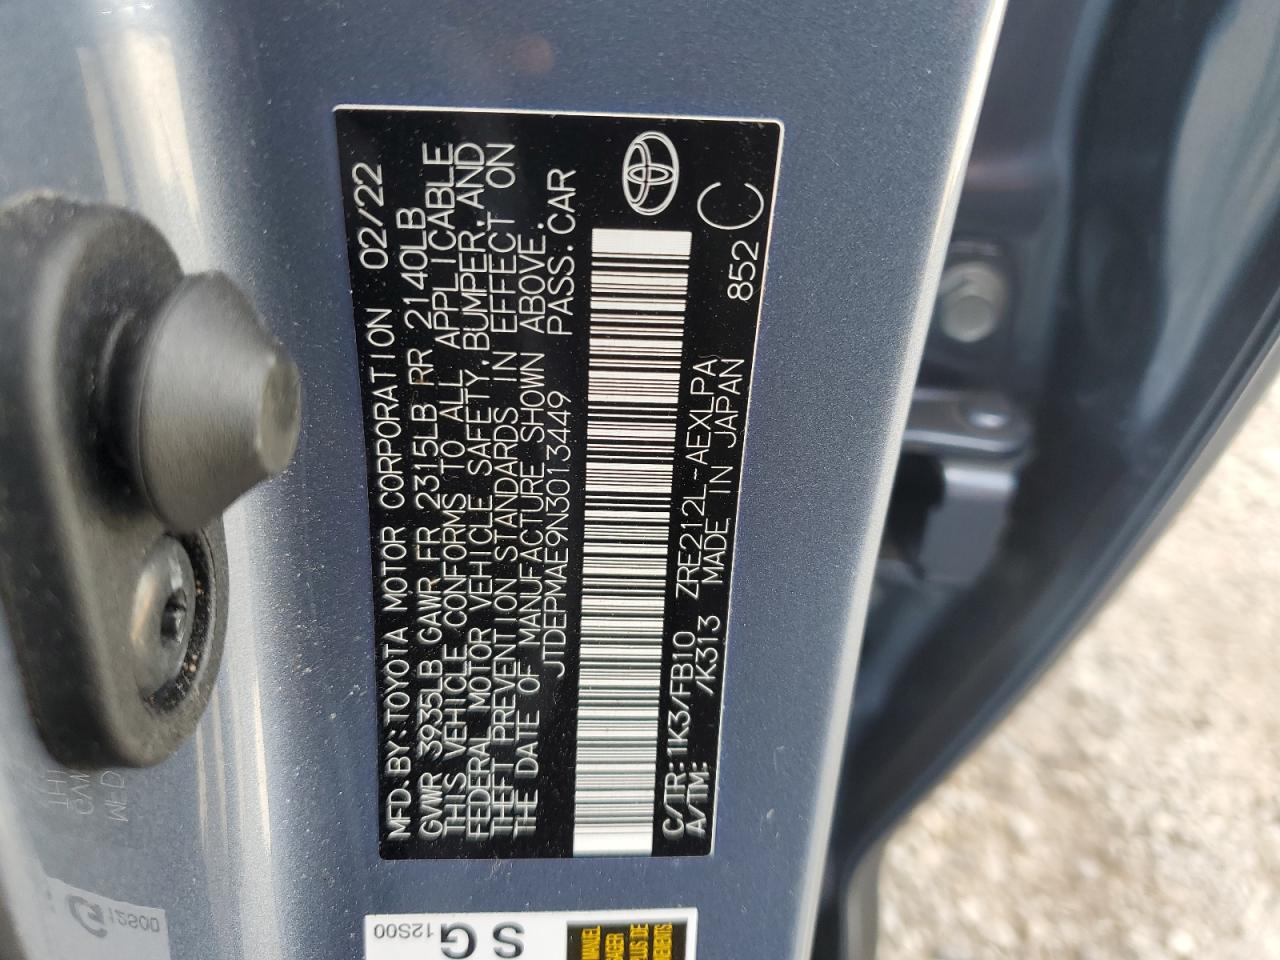 MFD. BY: TOYOTA MOTOR CORPORATION 02/22
GVWR 3935LB GAWR FR 2315LB RR 2140LB
THIS VEHICLE CONFORMS TO ALL APPLICABLE
FEDERAL MOTOR VEHICLE SAFETY, BUMPER, AND
THEFT PREVENTION STANDARDS IN EFFECT ON
THE DATE OF MANUFACTURE SHOWN ABOVE.
JTDEPMAE9N3013449 PASS. CAR
C/TR: 1K3/FB10 ZRE212L-AEXLPA 852
A/TM: /K313 MADE IN JAPAN C
12S00
SG